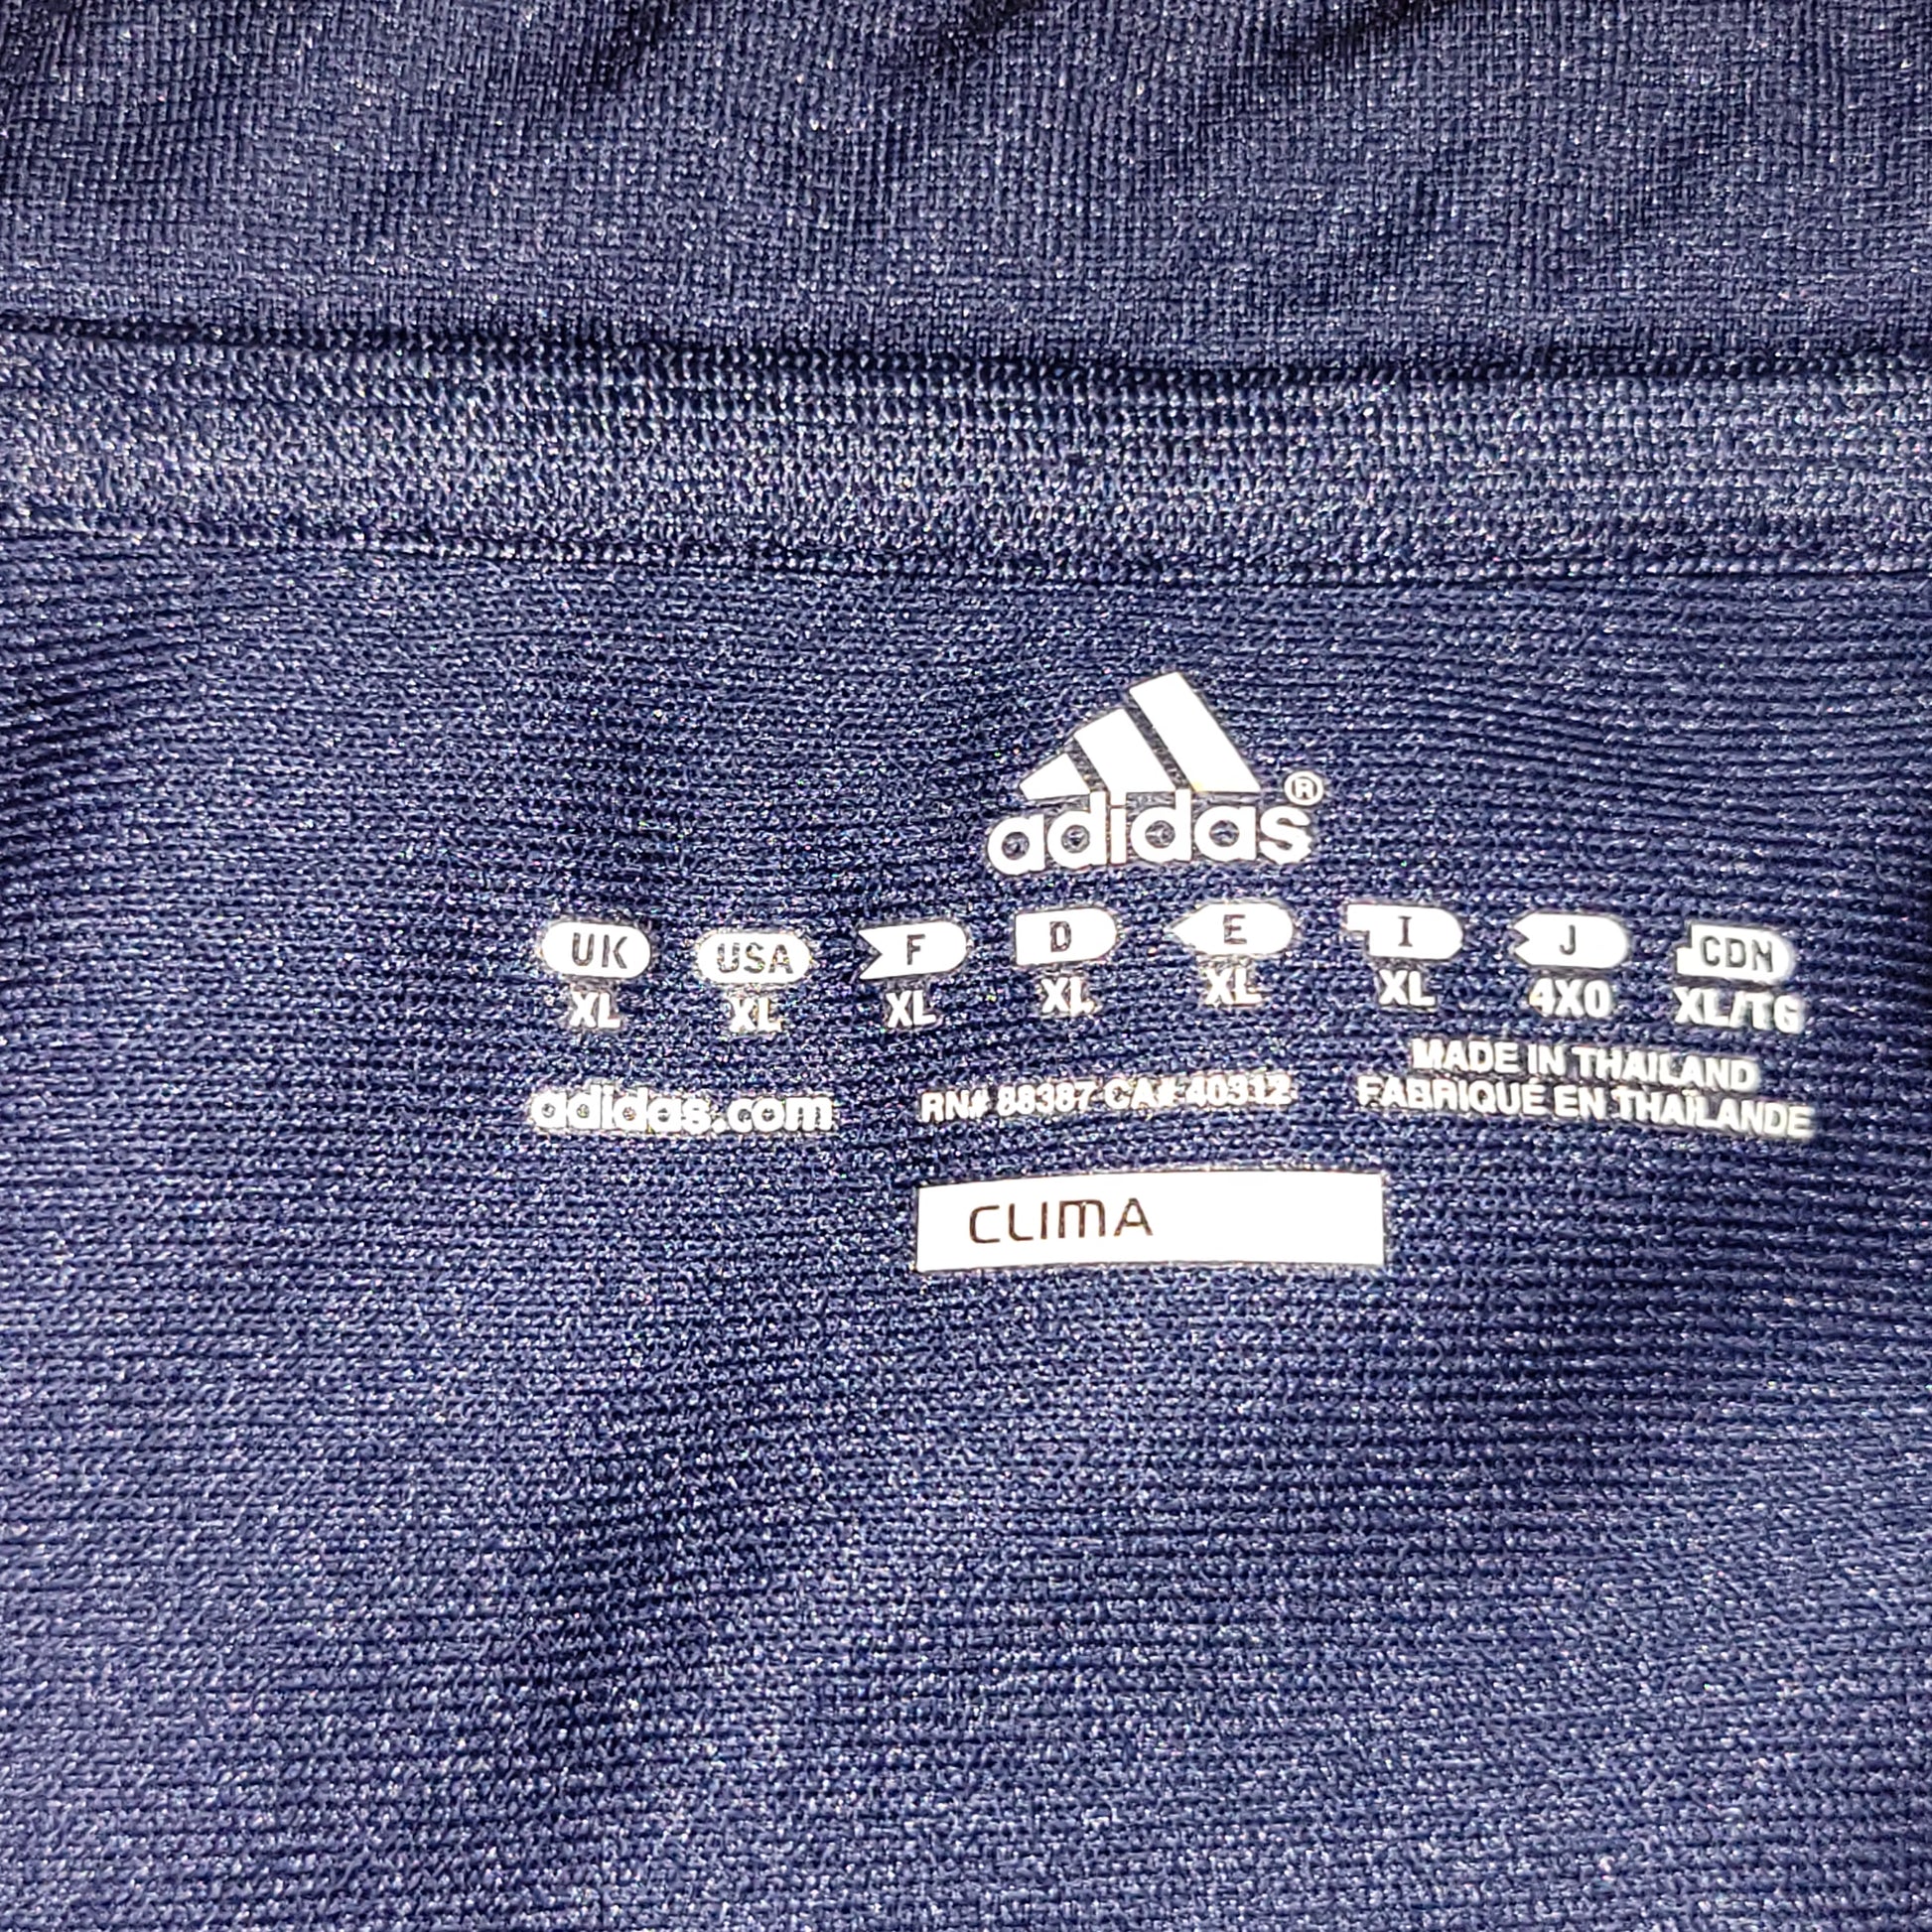 adidas®
UK USA F D E I J CDN
XL XL XL XL XL XL 4XO XL/TG
adidas.com RN# 88387 CA# 40312 MADE IN THAILAND
FABRIQUÉ EN THAÏLANDE
CLIMA